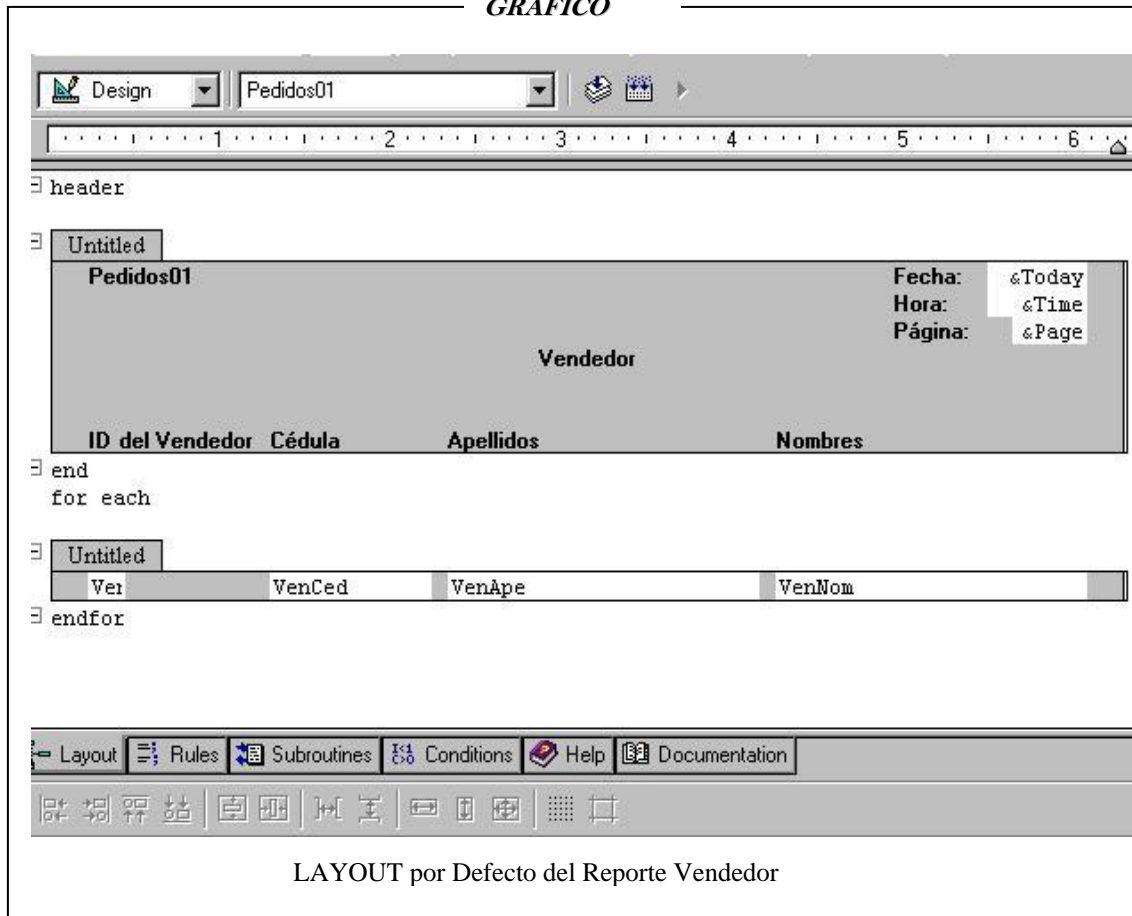 GRÁFICO
Design Pedidos01
1 2 3 4 5 6
header
Untitled
Pedidos01 Fecha: &Today
Hora: &Time
Página: &Page
Vendedor
ID del Vendedor Cédula Apellidos Nombres
end
for each
Untitled
VenCed VenApe VenNom
endfor
Layout Rules Subroutines Conditions Help Documentation
LAYOUT por Defecto del Reporte Vendedor